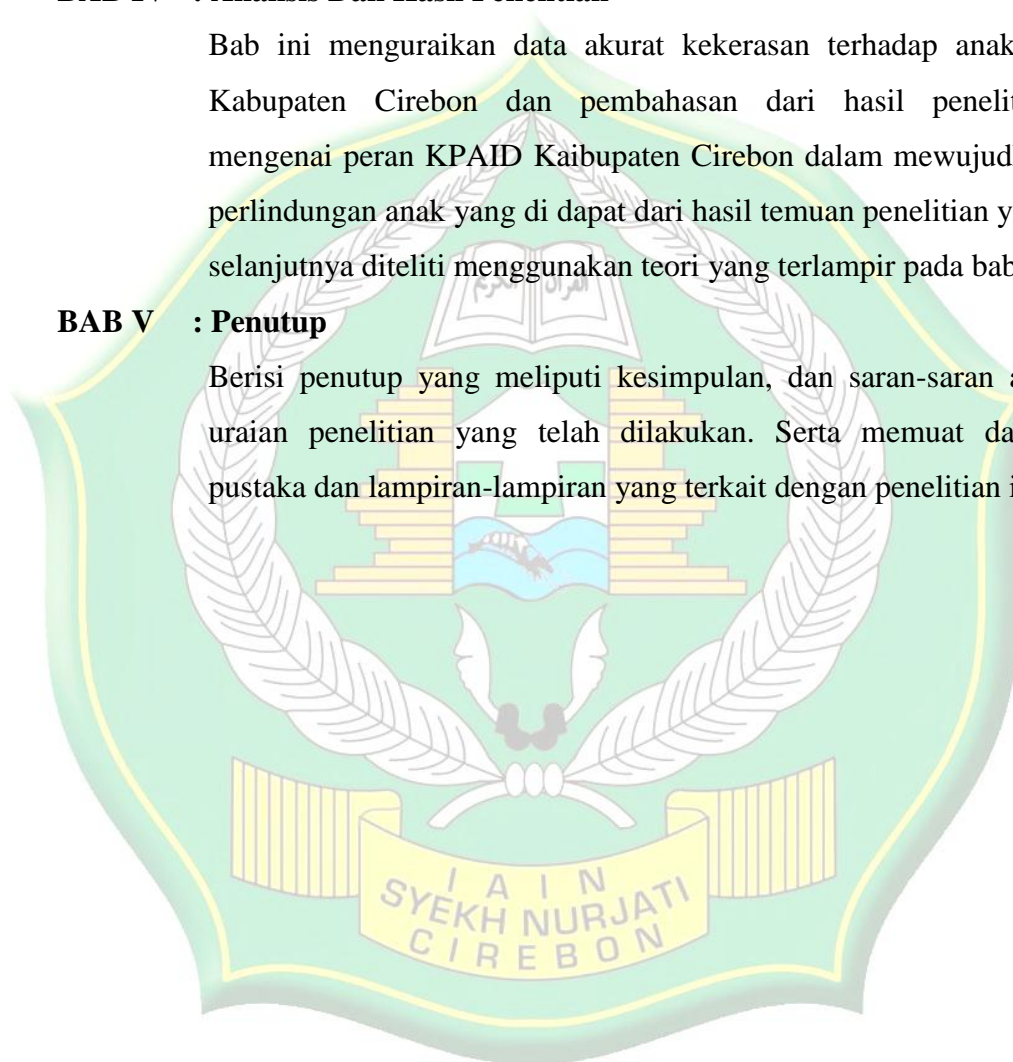 Bab ini menguraikan data akurat kekerasan terhadap anak
Kabupaten Cirebon dan pembahasan dari hasil
mengenai peran KPAID Kaibupaten Cirebon dalam
perlindungan anak yang di dapat dari hasil temuan penelitian
selanjutnya diteliti menggunakan teori yang terlampir pada bab
القرآن الكريم
BAB V : Penutup
Berisi penutup yang meliputi kesimpulan, dan saran-saran
uraian penelitian yang telah dilakukan. Serta memuat
pustaka dan lampiran-lampiran yang terkait dengan penelitian
IAIN
SYEKH NURJATI
CIREBON